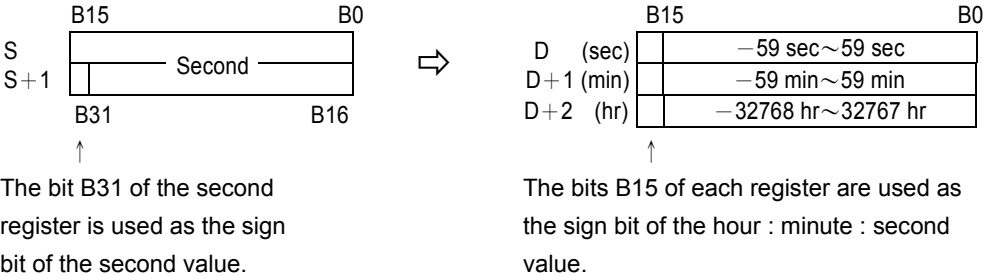 B15 B0
S
S+1
Second
B31 B16
↑
The bit B31 of the second
register is used as the sign
bit of the second value.
⇨
B15 B0
D (sec) −59 sec~59 sec
D+1 (min) −59 min~59 min
D+2 (hr) −32768 hr~32767 hr
↑
The bits B15 of each register are used as
the sign bit of the hour : minute : second
value.